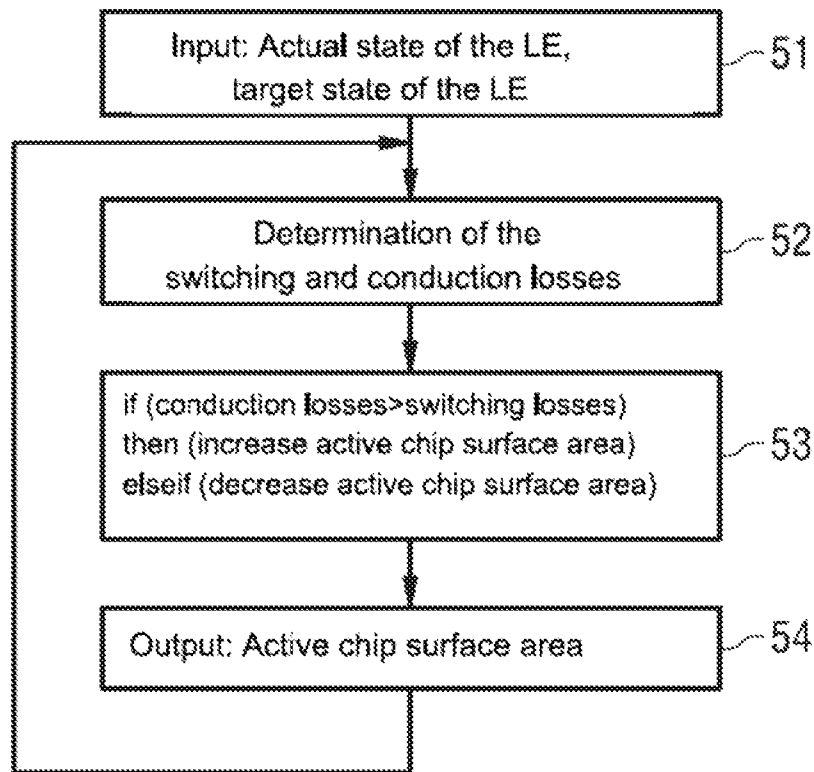 Input: Actual state of the LE,
target state of the LE
51
Determination of the
switching and conduction losses
52
if (conduction losses>switching losses)
then (increase active chip surface area)
elseif (decrease active chip surface area)
53
Output: Active chip surface area
54